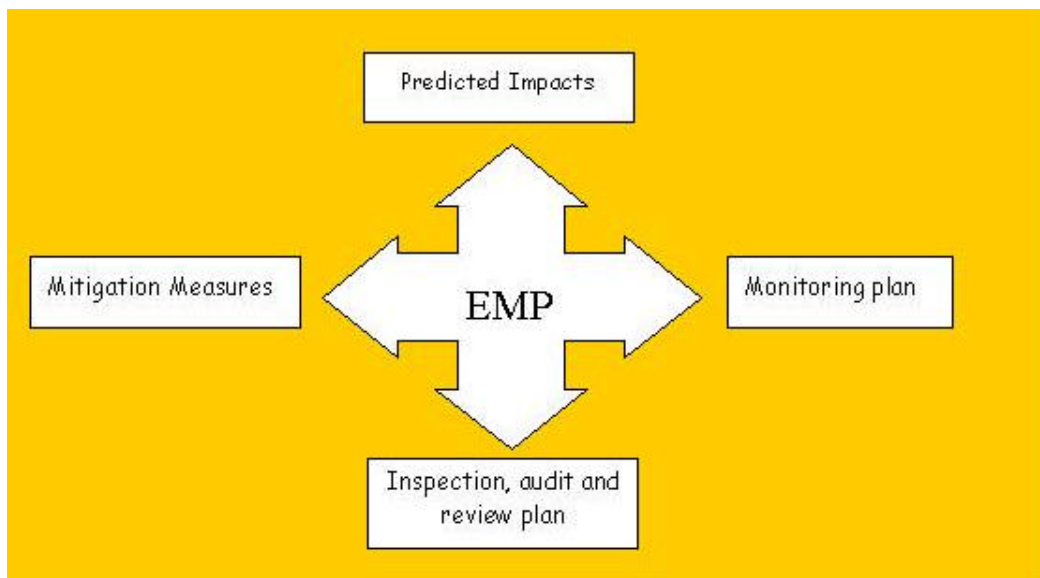 Predicted Impacts
Mitigation Measures
EMP
Monitoring plan
Inspection, audit and
review plan